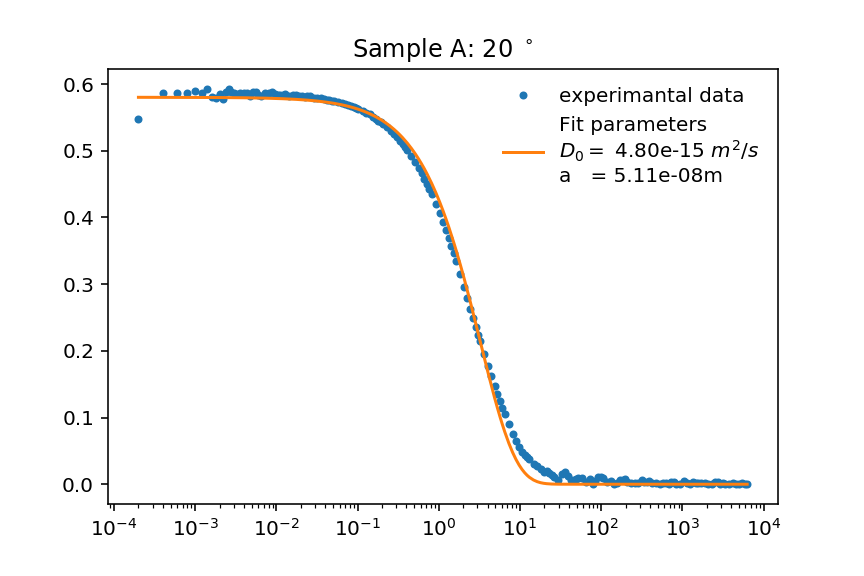 Sample A: 20 °
0.6
0.5
0.4
0.3
0.2
0.1
0.0
experimantal data
Fit parameters
D₀ = 4.80e-15 m²/s
a = 5.11e-08m
10⁻⁴ 10⁻³ 10⁻² 10⁻¹ 10⁰ 10¹ 10² 10³ 10⁴